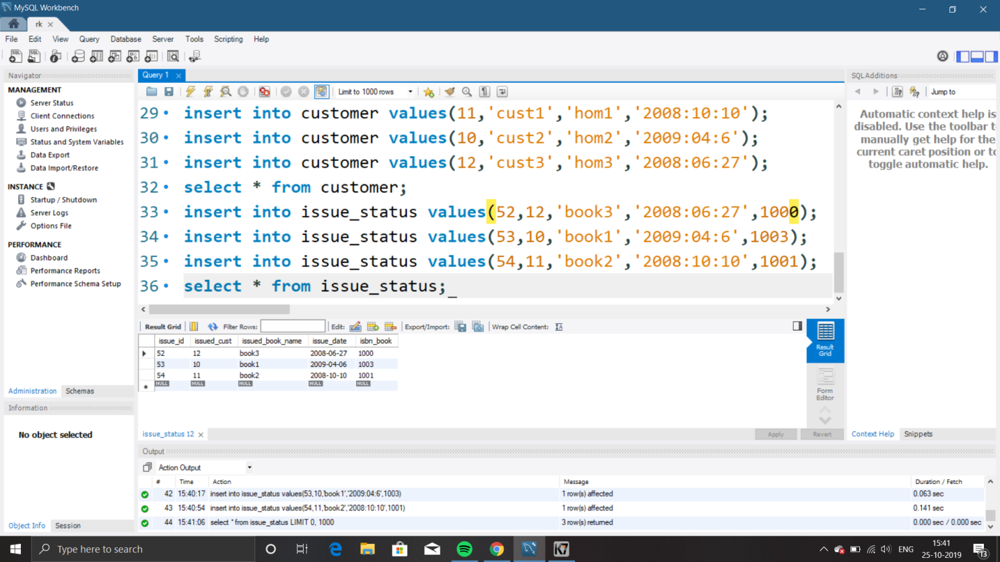 MySQL Workbench
rk
File Edit View Query Database Server Tools Scripting Help
Navigator
MANAGEMENT
Server Status
Client Connections
Users and Privileges
Status and System Variables
Data Export
Data Import/Restore
INSTANCE
Startup / Shutdown
Server Logs
Options File
PERFORMANCE
Dashboard
Performance Reports
Performance Schema Setup
Administration Schemas
Information
No object selected
Object Info Session
Query 1
Limit to 1000 rows
29 insert into customer values(11,'cust1','hom1','2008:10:10');
30 insert into customer values(10,'cust2','hom2','2009:04:6');
31 insert into customer values(12,'cust3','hom3','2008:06:27');
32 select * from customer;
33 insert into issue_status values(52,12,'book3','2008:06:27',1000);
34 insert into issue_status values(53,10,'book1','2009:04:6',1003);
35 insert into issue_status values(54,11,'book2','2008:10:10',1001);
36 select * from issue_status;
Result Grid Filter Rows: Edit: Export/Import: Wrap Cell Content:
issue_id issued_cust issued_book_name issue_date isbn_book
52 12 book3 2008-06-27 1000
53 10 book1 2009-04-06 1003
54 11 book2 2008-10-10 1001
NULL NULL NULL NULL NULL
Result
Grid
Form
Editor
issue_status 12
Apply Revert
SQLAdditions
Jump to
Automatic context help is
disabled. Use the toolbar t
manually get help for the
current caret position or to
toggle automatic help.
Context Help Snippets
Output
Action Output
# Time Action Message Duration / Fetch
42 15:40:17 insert into issue_status values(53,10,'book1','2009:04:6',1003) 1 row(s) affected 0.063 sec
43 15:40:54 insert into issue_status values(54,11,'book2','2008:10:10',1001) 1 row(s) affected 0.141 sec
44 15:41:06 select * from issue_status LIMIT 0, 1000 3 row(s) returned 0.000 sec / 0.000 sec
Type here to search
ENG
15:41
25-10-2019
13